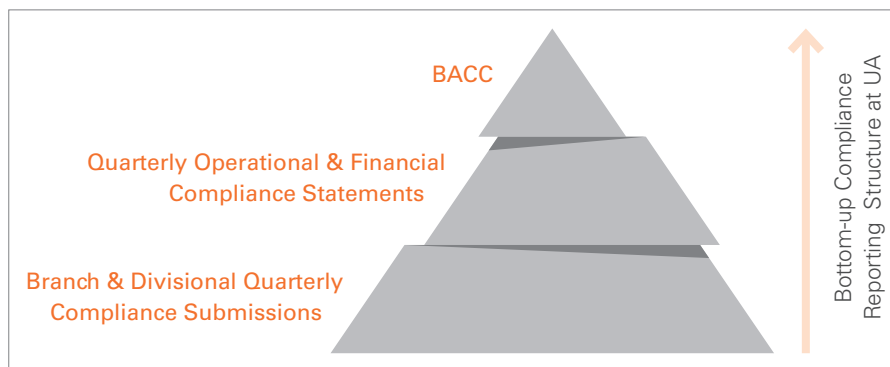 BACC
Quarterly Operational & Financial
Compliance Statements
Branch & Divisional Quarterly
Compliance Submissions
Bottom-up Compliance
Reporting Structure at UA